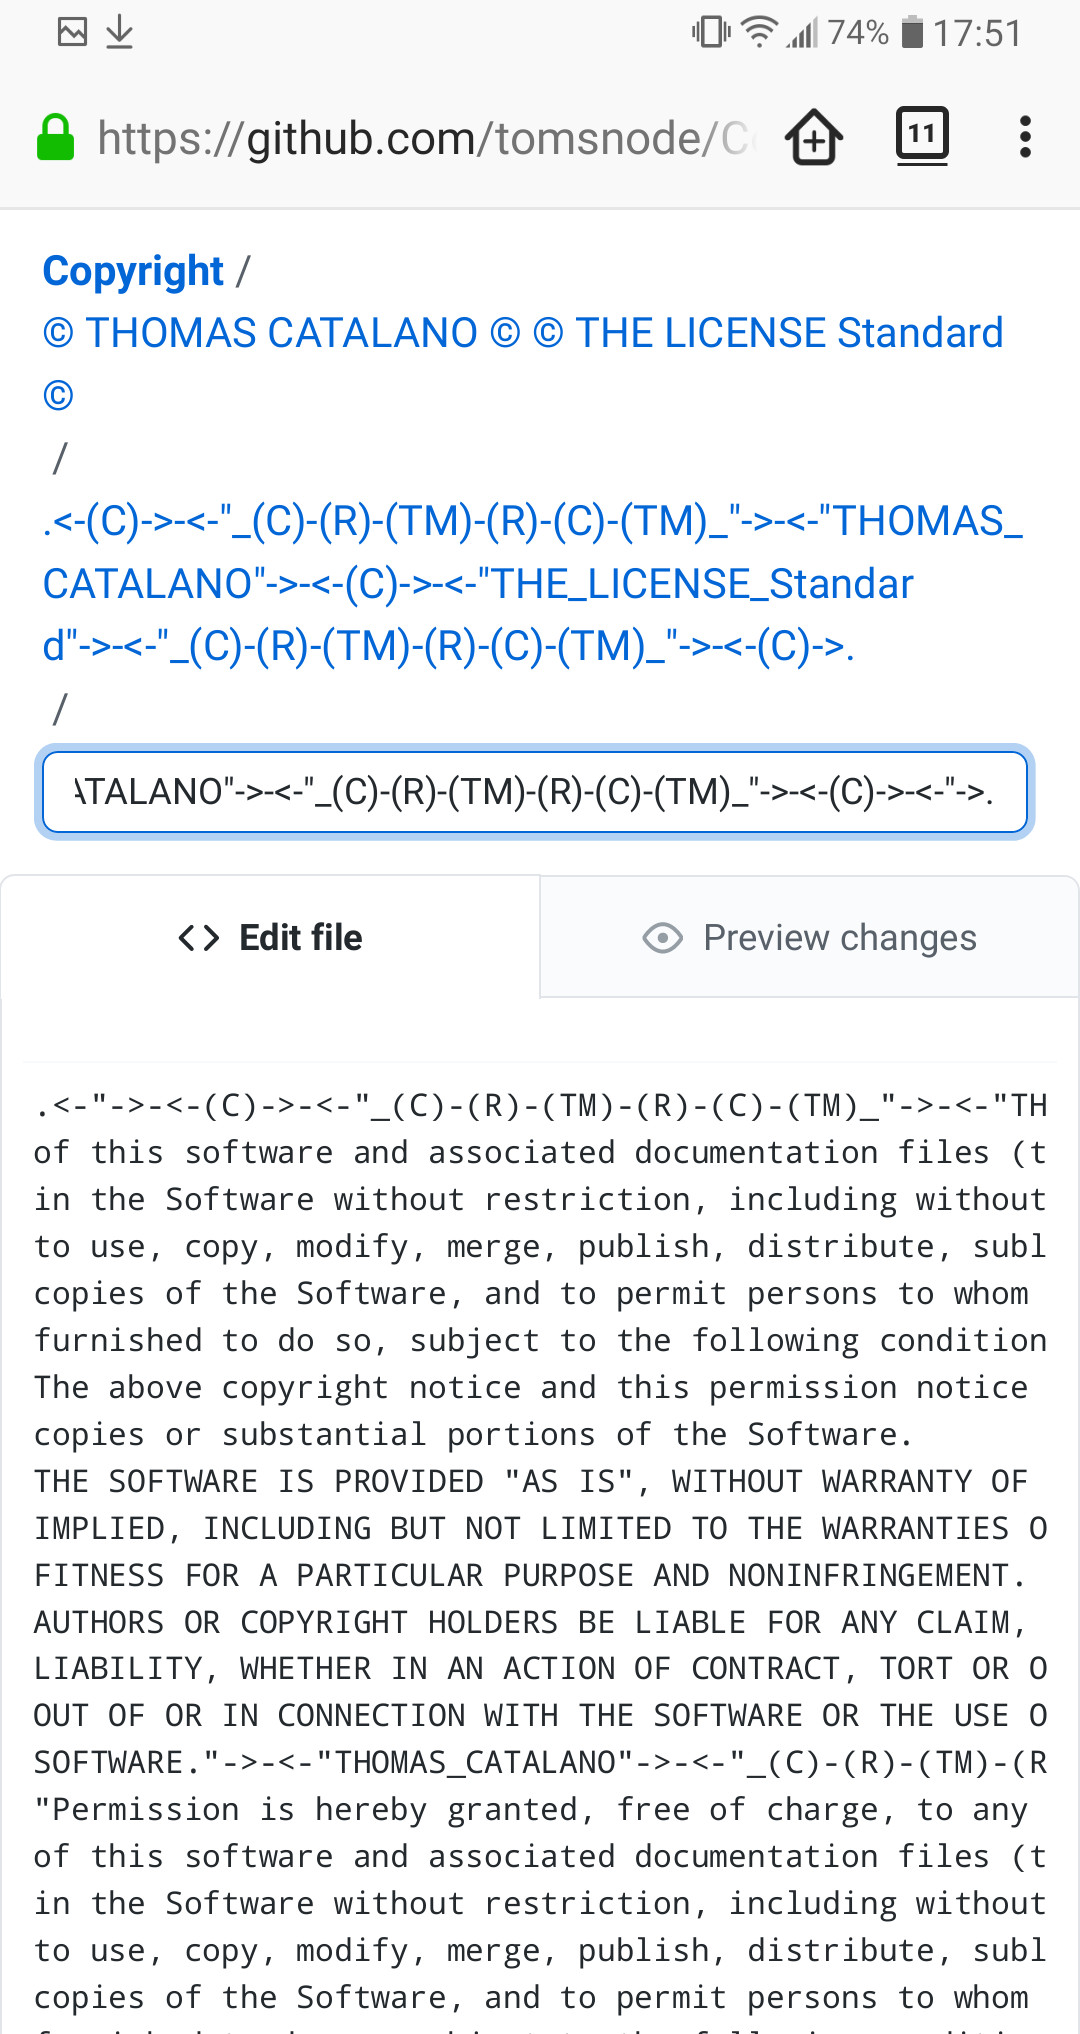 74% 17:51
https://github.com/tomsnode/C 11
Copyright /
© THOMAS CATALANO © © THE LICENSE Standard
©
/
.<-(C)->-<-"_(C)-(R)-(TM)-(R)-(C)-(TM)_"->-<-"THOMAS_
CATALANO"->-<-(C)->-<-"THE_LICENSE_Standar
d"->-<-"_(C)-(R)-(TM)-(R)-(C)-(TM)_"->-<-(C)->.
/
ATALANO"->-<-"_(C)-(R)-(TM)-(R)-(C)-(TM)_"->-<-(C)->-<-"->.
<> Edit file Preview changes
.<-"->-<-(C)->-<-"_(C)-(R)-(TM)-(R)-(C)-(TM)_"->-<-"TH
of this software and associated documentation files (t
in the Software without restriction, including without
to use, copy, modify, merge, publish, distribute, subl
copies of the Software, and to permit persons to whom
furnished to do so, subject to the following condition
The above copyright notice and this permission notice
copies or substantial portions of the Software.
THE SOFTWARE IS PROVIDED "AS IS", WITHOUT WARRANTY OF
IMPLIED, INCLUDING BUT NOT LIMITED TO THE WARRANTIES O
FITNESS FOR A PARTICULAR PURPOSE AND NONINFRINGEMENT.
AUTHORS OR COPYRIGHT HOLDERS BE LIABLE FOR ANY CLAIM,
LIABILITY, WHETHER IN AN ACTION OF CONTRACT, TORT OR O
OUT OF OR IN CONNECTION WITH THE SOFTWARE OR THE USE O
SOFTWARE."->-<-"THOMAS_CATALANO"->-<-"_(C)-(R)-(TM)-(R
"Permission is hereby granted, free of charge, to any
of this software and associated documentation files (t
in the Software without restriction, including without
to use, copy, modify, merge, publish, distribute, subl
copies of the Software, and to permit persons to whom